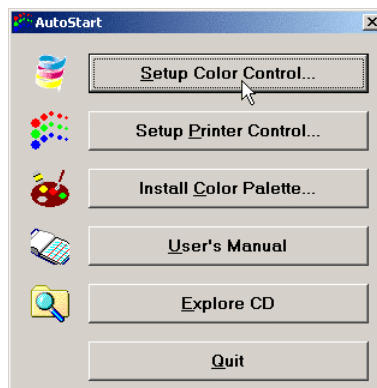 AutoStart
Setup Color Control...
Setup Printer Control...
Install Color Palette...
User's Manual
Explore CD
Quit